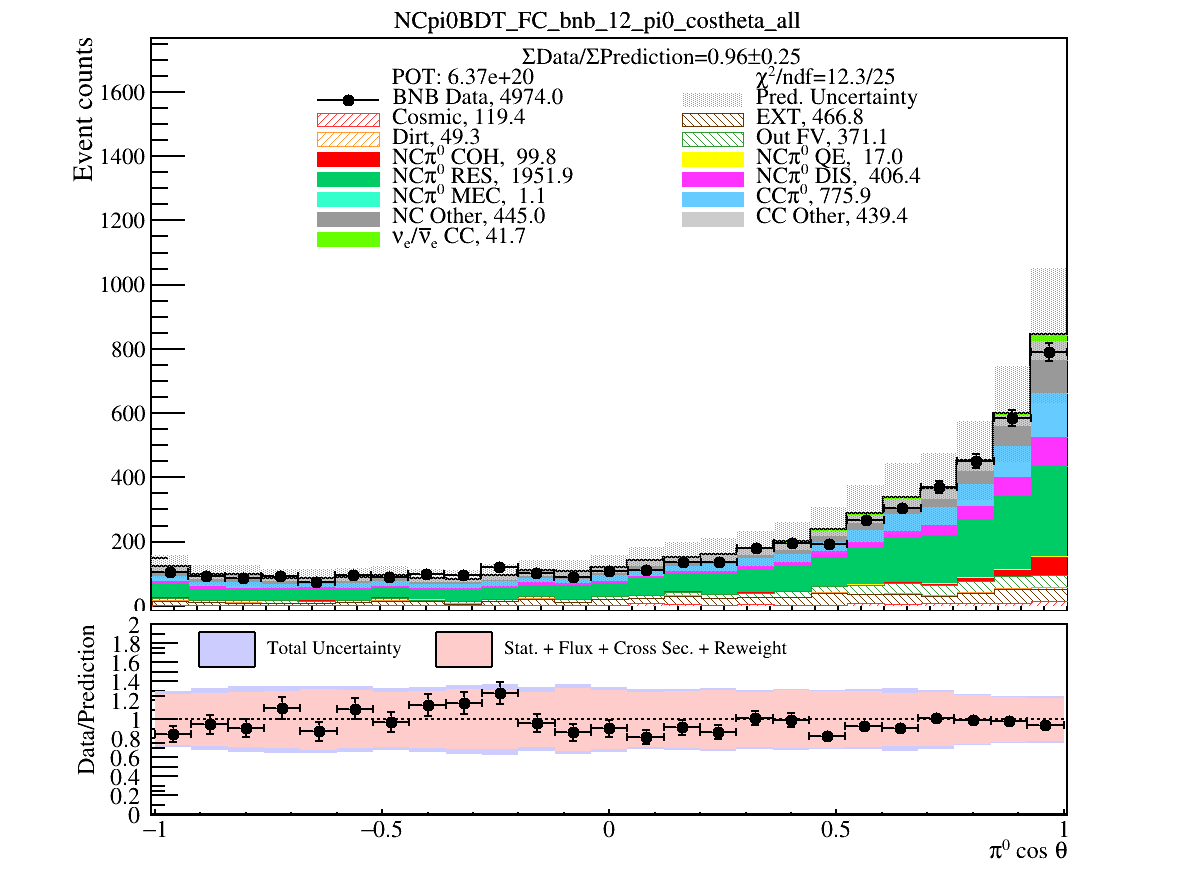 NCpi0BDT_FC_bnb_12_pi0_costheta_all
ΣData/ΣPrediction=0.96±0.25
POT: 6.37e+20 χ²/ndf=12.3/25
BNB Data, 4974.0 Pred. Uncertainty
Cosmic, 119.4 EXT, 466.8
Dirt, 49.3 Out FV, 371.1
NCπ⁰ COH, 99.8 NCπ⁰ QE, 17.0
NCπ⁰ RES, 1951.9 NCπ⁰ DIS, 406.4
NCπ⁰ MEC, 1.1 CCπ⁰, 775.9
NC Other, 445.0 CC Other, 439.4
νₑ/ν̅ₑ CC, 41.7
Event counts
1600
1400
1200
1000
800
600
400
200
0
Total Uncertainty Stat. + Flux + Cross Sec. + Reweight
Data/Prediction
2
1.8
1.6
1.4
1.2
1
0.8
0.6
0.4
0.2
0
−1 −0.5 0 0.5 1
π⁰ cos θ